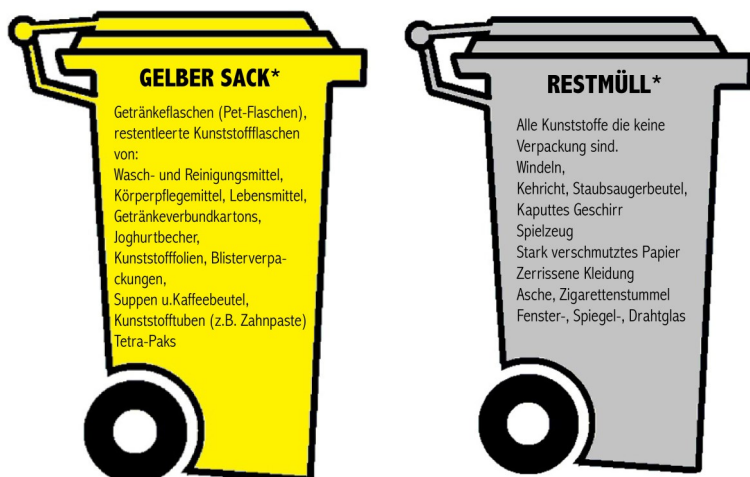 GELBER SACK*
Getränkeflaschen (Pet-Flaschen),
restentleerte Kunststoffflaschen
von:
Wasch- und Reinigungsmittel,
Körperpflegemittel, Lebensmittel,
Getränkeverbundkartons,
Joghurtbecher,
Kunststofffolien, Blisterverpa-
ckungen,
Suppen u.Kaffeebeutel,
Kunststofftuben (z.B. Zahnpaste)
Tetra-Paks
RESTMÜLL*
Alle Kunststoffe die keine
Verpackung sind.
Windeln,
Kehricht, Staubsaugerbeutel,
Kaputtes Geschirr
Spielzeug
Stark verschmutztes Papier
Zerrissene Kleidung
Asche, Zigarettenstummel
Fenster-, Spiegel-, Drahtglas